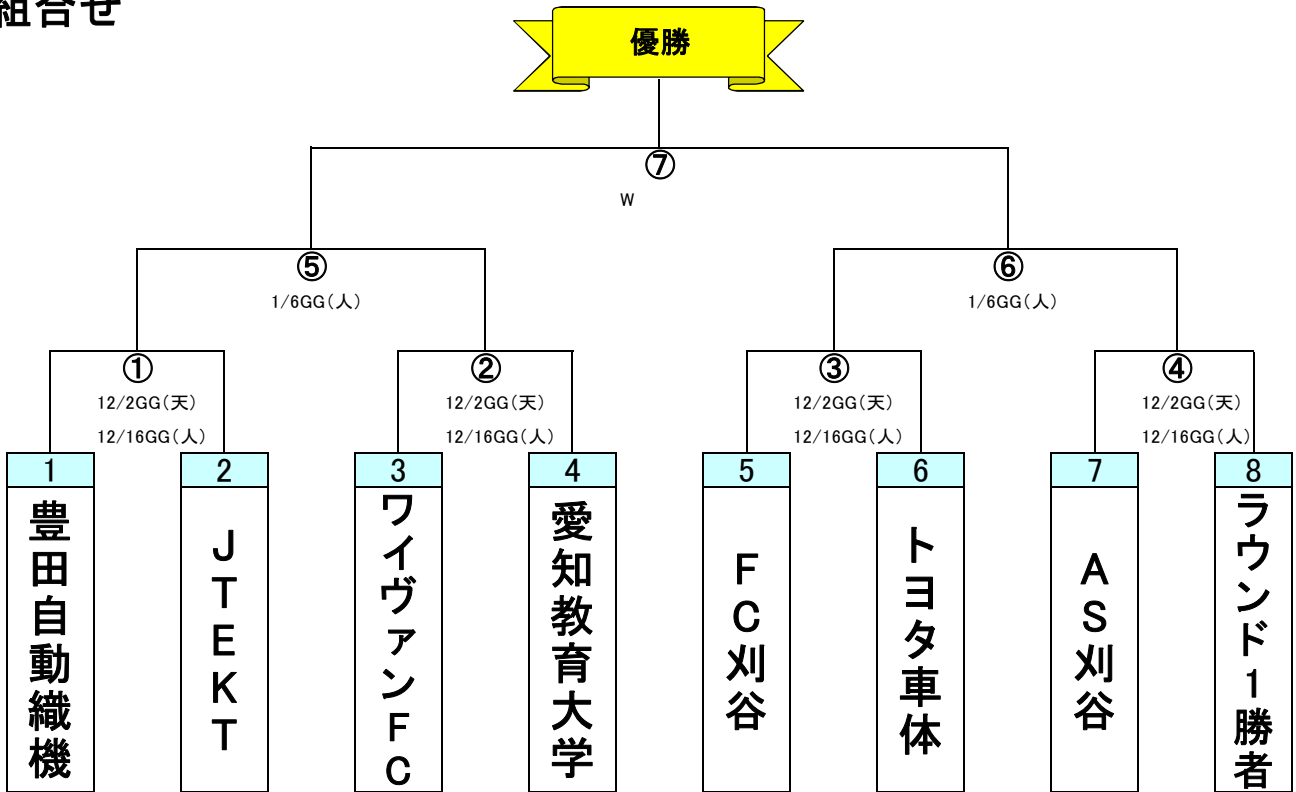 組合せ
優勝
⑦
W
⑤
1/6GG(人)
⑥
1/6GG(人)
①
12/2GG(天)
12/16GG(人)
②
12/2GG(天)
12/16GG(人)
③
12/2GG(天)
12/16GG(人)
④
12/2GG(天)
12/16GG(人)
1
豊田自動織機
2
JTEKT
3
ワイヴァンFC
4
愛知教育大学
5
FC刈谷
6
トヨタ車体
7
AS刈谷
8
ラウンド1勝者